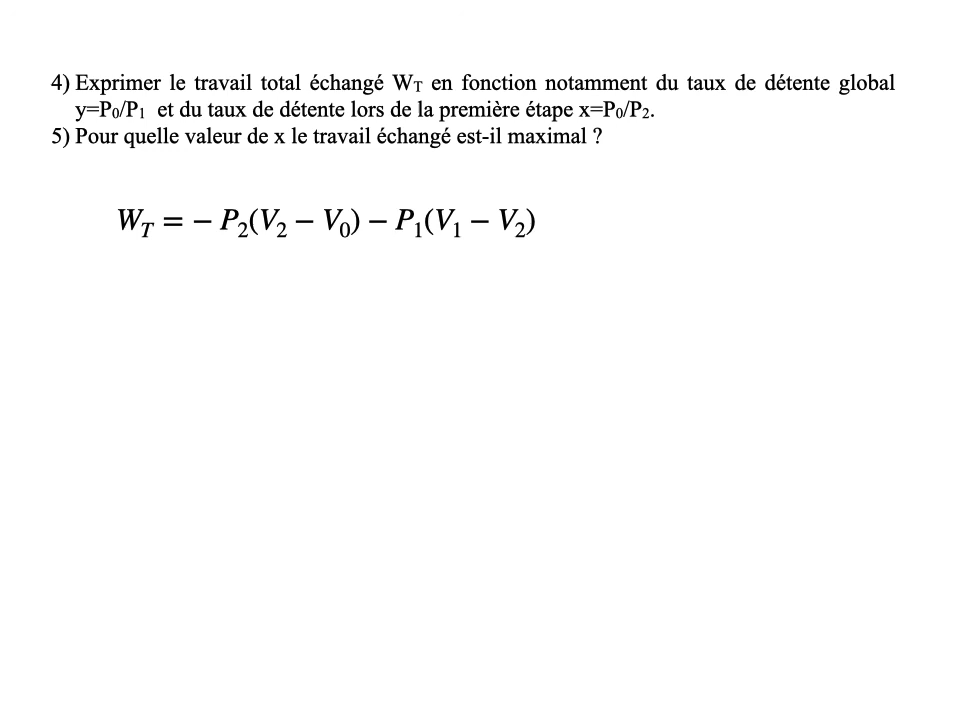 4) Exprimer le travail total échangé W_T en fonction notamment du taux de détente global
y=P₀/P₁ et du taux de détente lors de la première étape x=P₀/P₂.
5) Pour quelle valeur de x le travail échangé est-il maximal ?
W_T = − P₂(V₂ − V₀) − P₁(V₁ − V₂)